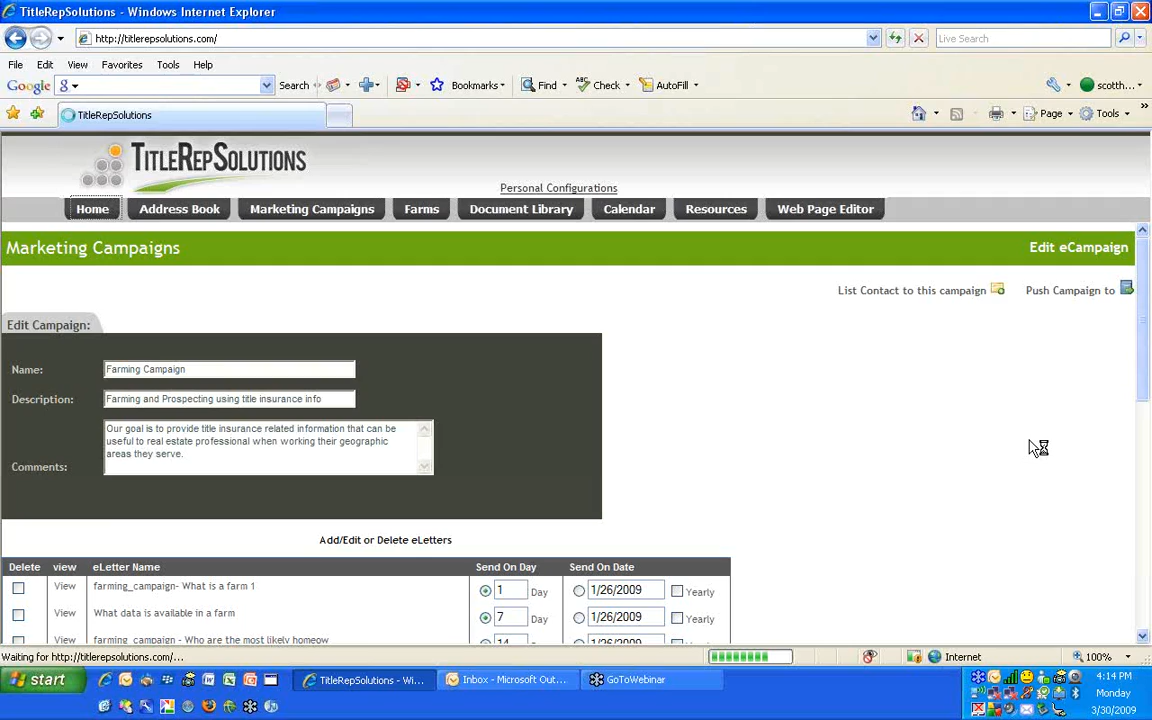 TitleRepSolutions - Windows Internet Explorer
http://titlerepsolutions.com/
Live Search
File Edit View Favorites Tools Help
Google Search Bookmarks Find Check AutoFill scotth...
TitleRepSolutions
Page Tools
TITLEREPSOLUTIONS
Personal Configurations
Home Address Book Marketing Campaigns Farms Document Library Calendar Resources Web Page Editor
Marketing Campaigns Edit eCampaign
List Contact to this campaign Push Campaign to
Edit Campaign:
Name: Farming Campaign
Description: Farming and Prospecting using title insurance info
Our goal is to provide title insurance related information that can be
useful to real estate professional when working their geographic
areas they serve.
Comments:
Add/Edit or Delete eLetters
Delete view eLetter Name Send On Day Send On Date
View farming_campaign- What is a farm 1 1 Day 1/26/2009 Yearly
View What data is available in a farm 7 Day 1/26/2009 Yearly
View farming_campaign - Who are the most likely homeow 14 Day 1/26/2009 Yearly
Waiting for http://titlerepsolutions.com/... Internet 100%
start TitleRepSolutions - Wi... Inbox - Microsoft Out... GoToWebinar
4:14 PM
Monday
3/30/2009